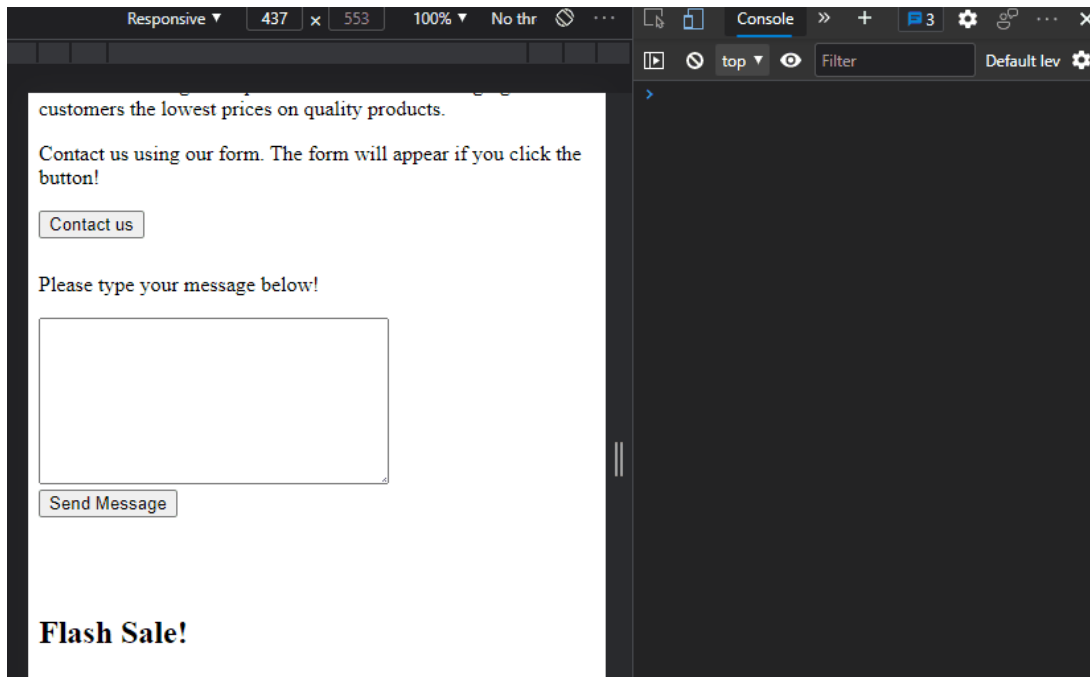 Responsive ▼ 437 x 553 100% ▼ No thr ...
Console » + 3 ...
top ▼ Filter Default lev
>
customers the lowest prices on quality products.
Contact us using our form. The form will appear if you click the
button!
Contact us
Please type your message below!
Send Message
Flash Sale!